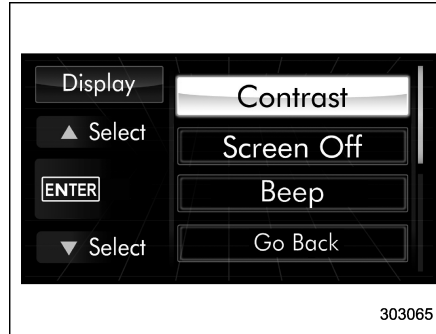 Display
▲ Select
ENTER
▼ Select
Contrast
Screen Off
Beep
Go Back
303065